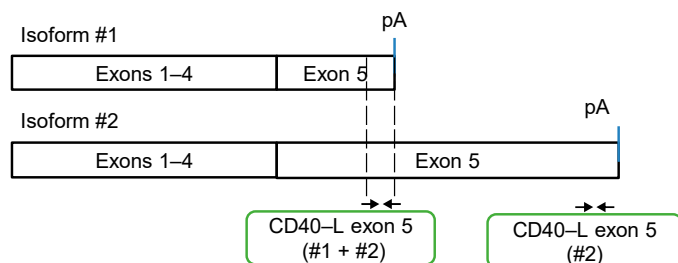 pA
Isoform #1
Exons 1–4 Exon 5
pA
Isoform #2
Exons 1–4 Exon 5
CD40–L exon 5
(#1 + #2)
CD40–L exon 5
(#2)